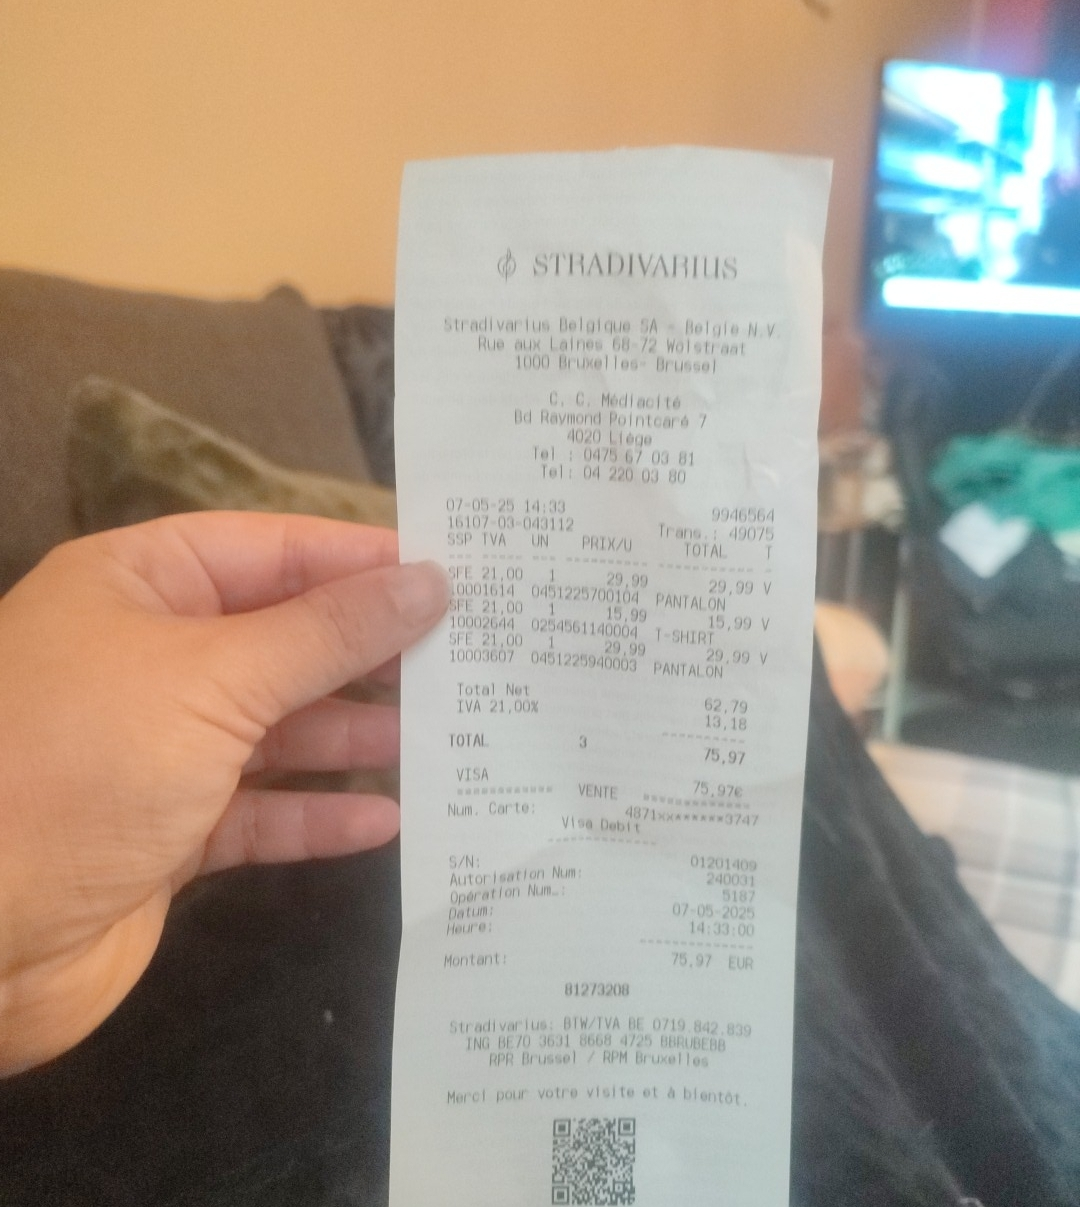 STRADIVARIUS
Stradivarius Belgique SA - Belgie N.V.
Rue aux Laines 68-72 Wolstraat
1000 Bruxelles- Brussel
C. C. Médiacité
Bd Raymond Pointcaré 7
4020 Liège
Tel : 0475 67 03 81
Tel: 04 220 03 80
07-05-25 14:33 9946564
16107-03-043112 Trans.: 49075
SSP TVA UN PRIX/U TOTAL T
SFE 21,00 1 29,99 29,99 V
10001614 0451225700104 PANTALON
SFE 21,00 1 15,99 15,99 V
10002644 0254561140004 T-SHIRT
SFE 21,00 1 29,99 29,99 V
10003607 0451225940003 PANTALON
Total Net 62,79
IVA 21,00% 13,18
TOTAL 3 75,97
VISA 75,97€
VENTE
Num. Carte: 4871xx*******3747
Visa Debit
S/N: 01201409
Autorisation Num: 240031
Opération Num.: 5187
Datum: 07-05-2025
Heure: 14:33:00
Montant: 75,97 EUR
81273208
Stradivarius: BTW/TVA BE 0719.842.839
ING BE70 3631 8668 4725 BBRUBEBB
RPR Brussel / RPM Bruxelles
Merci pour votre visite et à bientôt.